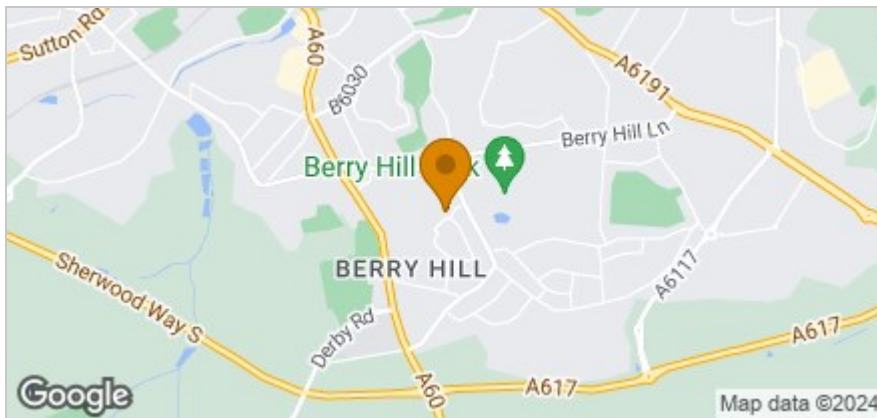 Sutton Rd
A60
B6030
A6191
Berry Hill Ln
Berry Hill
BERRY HILL
A6117
Sherwood Way S
Derby Rd
A60
A617
A617
Google
Map data ©2024